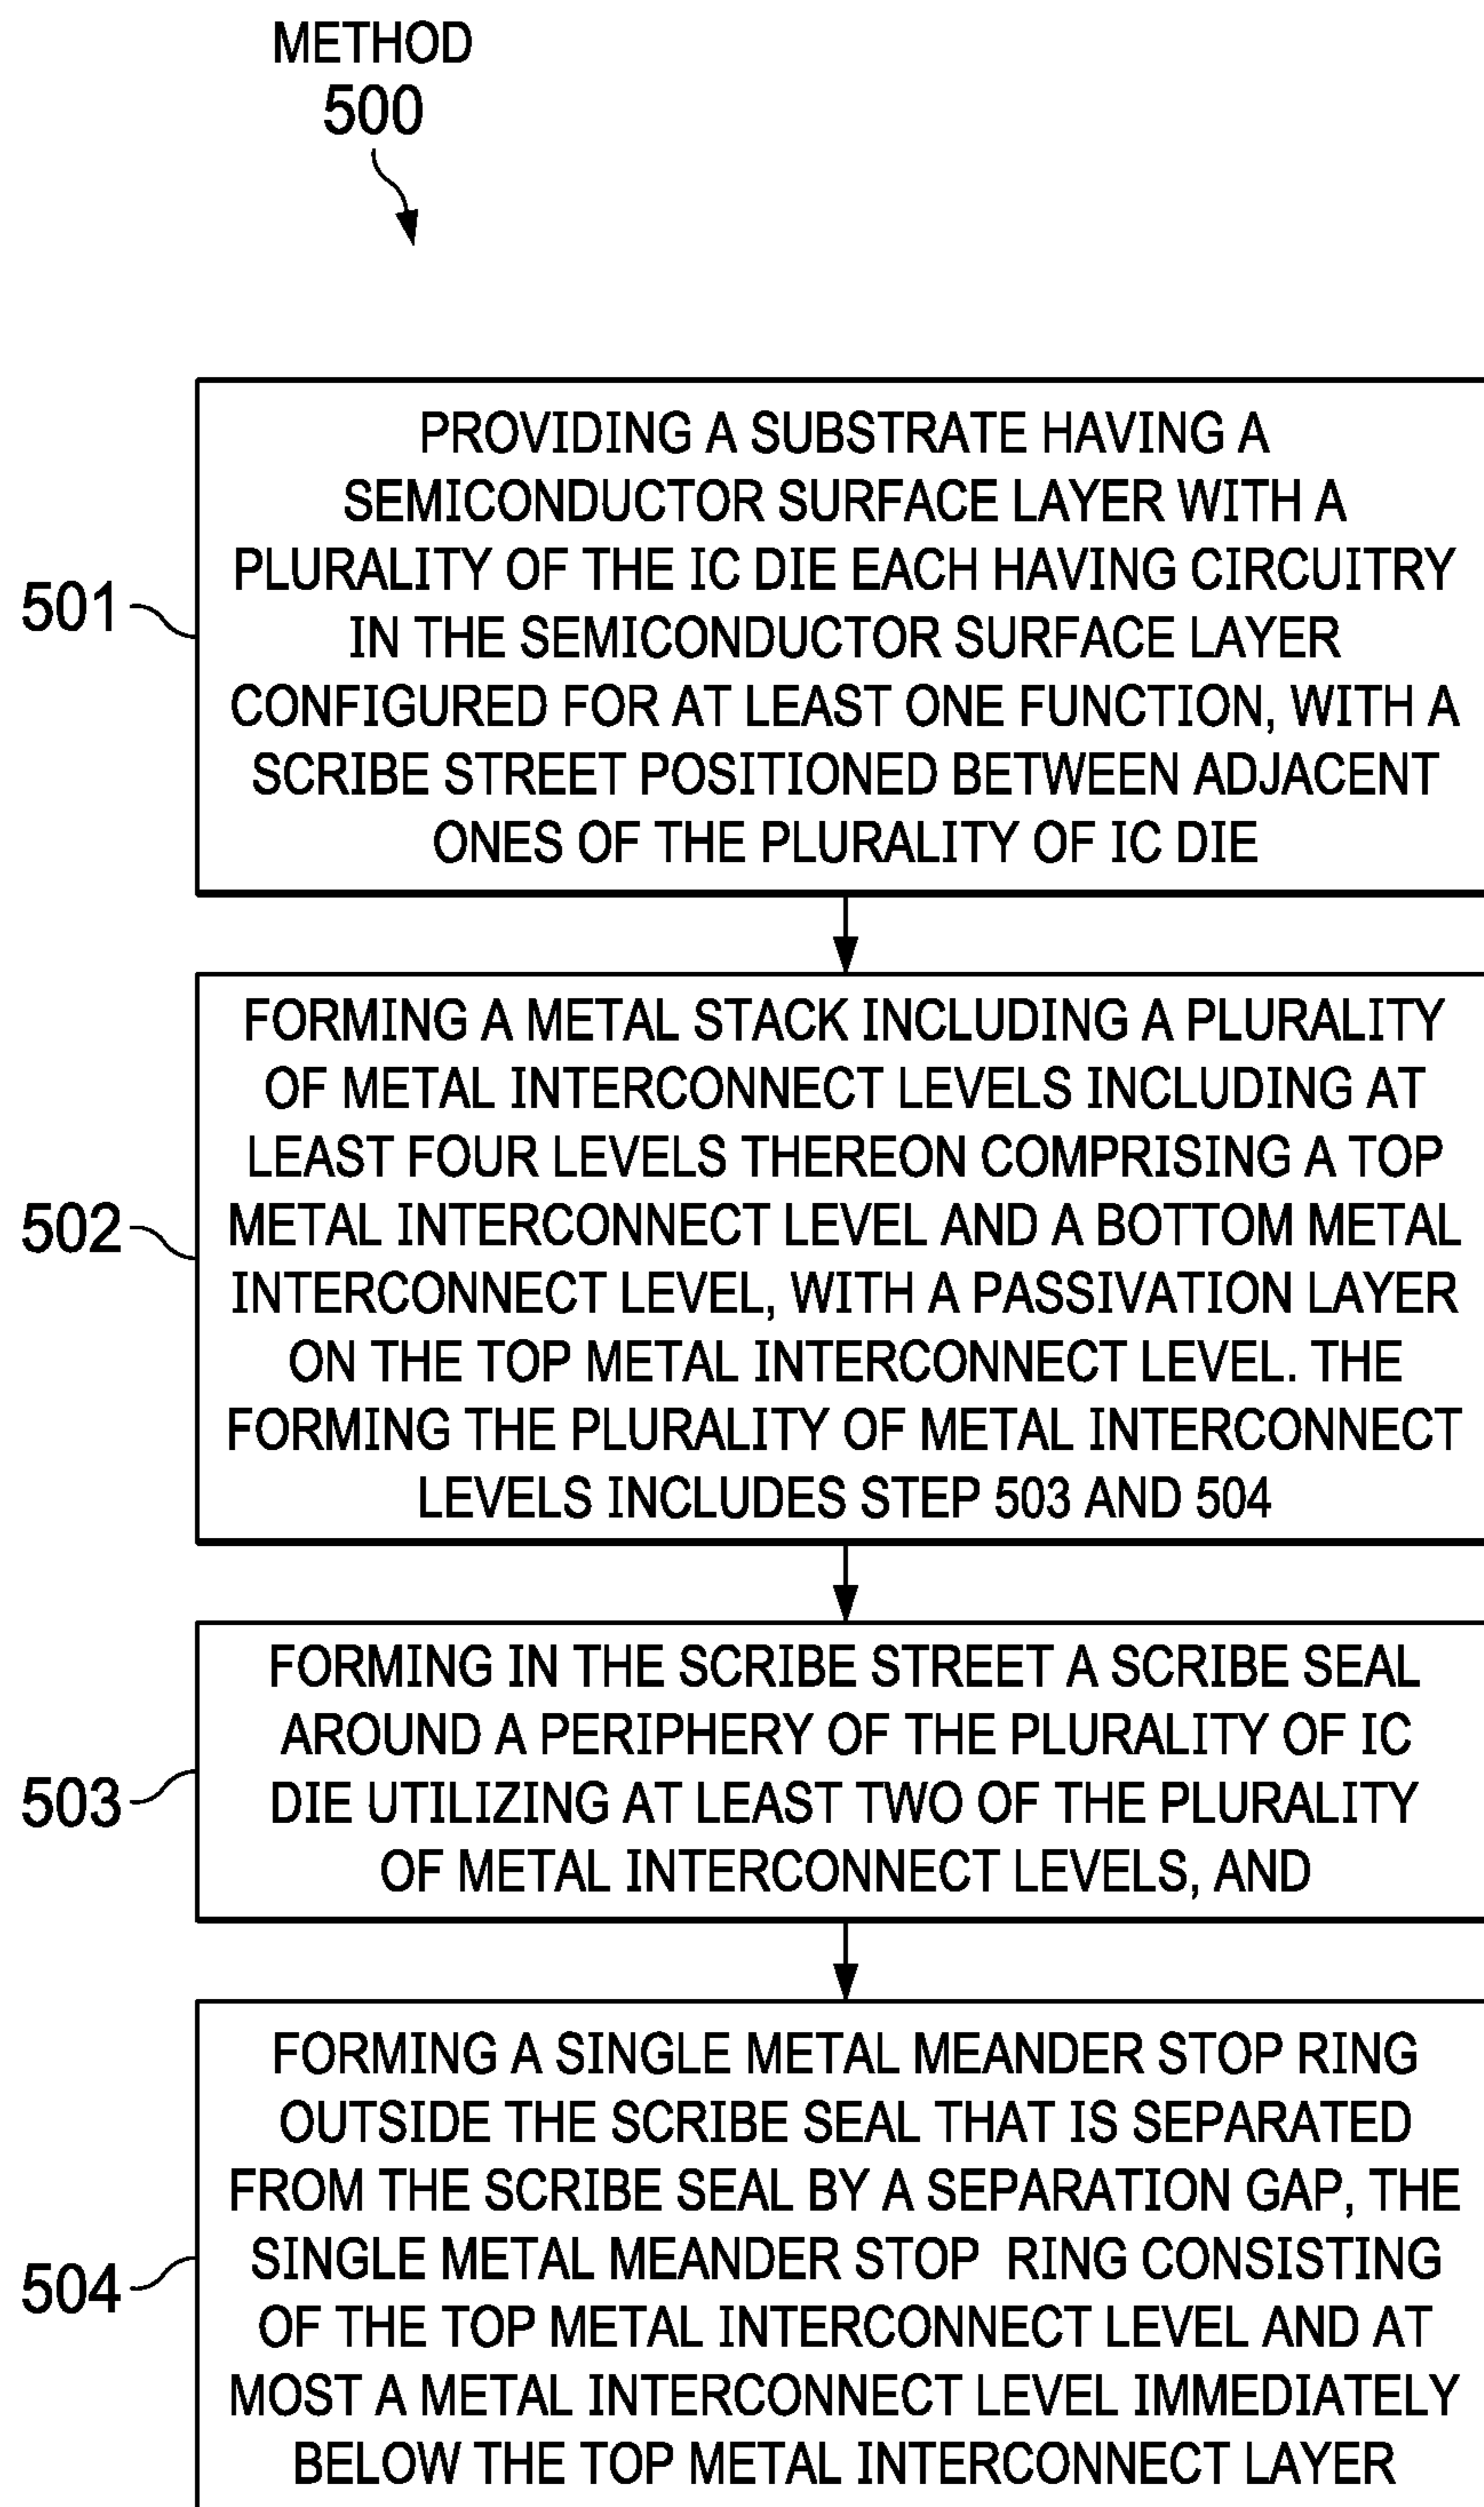 METHOD
500
501
PROVIDING A SUBSTRATE HAVING A
SEMICONDUCTOR SURFACE LAYER WITH A
PLURALITY OF THE IC DIE EACH HAVING CIRCUITRY
IN THE SEMICONDUCTOR SURFACE LAYER
CONFIGURED FOR AT LEAST ONE FUNCTION, WITH A
SCRIBE STREET POSITIONED BETWEEN ADJACENT
ONES OF THE PLURALITY OF IC DIE
502
FORMING A METAL STACK INCLUDING A PLURALITY
OF METAL INTERCONNECT LEVELS INCLUDING AT
LEAST FOUR LEVELS THEREON COMPRISING A TOP
METAL INTERCONNECT LEVEL AND A BOTTOM METAL
INTERCONNECT LEVEL, WITH A PASSIVATION LAYER
ON THE TOP METAL INTERCONNECT LEVEL. THE
FORMING THE PLURALITY OF METAL INTERCONNECT
LEVELS INCLUDES STEP 503 AND 504
503
FORMING IN THE SCRIBE STREET A SCRIBE SEAL
AROUND A PERIPHERY OF THE PLURALITY OF IC
DIE UTILIZING AT LEAST TWO OF THE PLURALITY
OF METAL INTERCONNECT LEVELS, AND
504
FORMING A SINGLE METAL MEANDER STOP RING
OUTSIDE THE SCRIBE SEAL THAT IS SEPARATED
FROM THE SCRIBE SEAL BY A SEPARATION GAP, THE
SINGLE METAL MEANDER STOP RING CONSISTING
OF THE TOP METAL INTERCONNECT LEVEL AND AT
MOST A METAL INTERCONNECT LEVEL IMMEDIATELY
BELOW THE TOP METAL INTERCONNECT LAYER